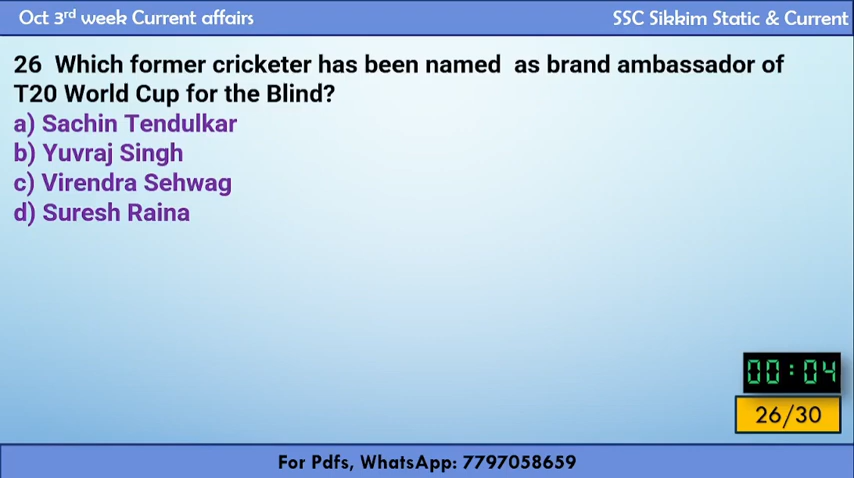 Oct 3rd week Current affairs
SSC Sikkim Static & Current
26 Which former cricketer has been named as brand ambassador of
T20 World Cup for the Blind?
a) Sachin Tendulkar
b) Yuvraj Singh
c) Virendra Sehwag
d) Suresh Raina
00:04
26/30
For Pdfs, WhatsApp: 7797058659